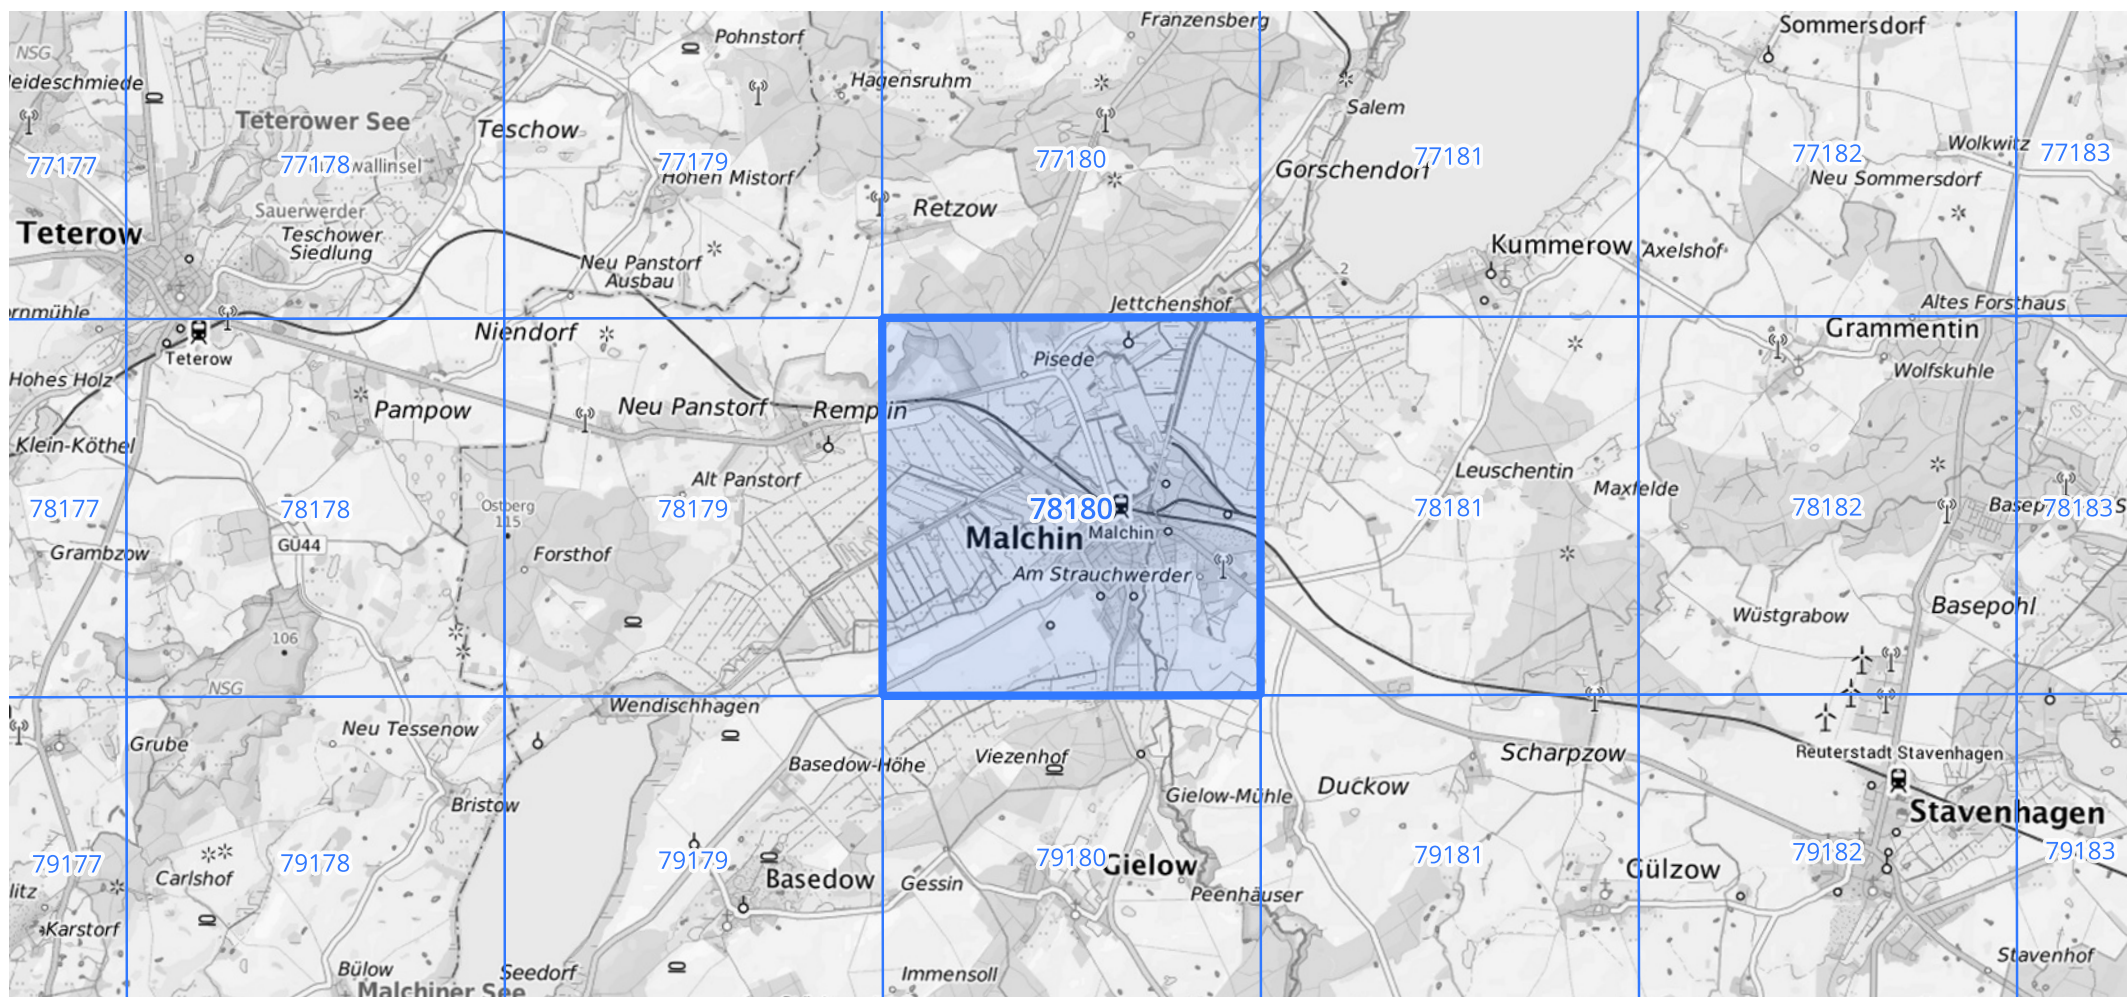 Franzensberg
Sommersdorf
Pohnstorf
NSG
eideschmiede
Hagensruhm
Salem
Teterower See
Teschow
Wolkwitz
77177
77178
wallinsel
77179
77180
77181
77182
77183
Hohen Mistorf
Gorschendorf
Neu Sommersdorf
Sauerwerder
Retzow
Teterow
Teschower
Siedlung
Kummerow
Axelshof
Neu Panstorf
Ausbau
2
Jettchenshof
Altes Forsthaus
ornmühle
Niendorf
Grammentin
Teterow
Pisede
Hohes Holz
Wolfskuhle
Pampow
Neu Panstorf
Remplin
Klein-Köthel
Alt Panstorf
Leuschentin
Maxfelde
78177
78178
Ostberg
115
78179
78180
78181
78182
78183
Malchin
Malchin
GÜ44
Grambzow
Forsthof
Am Strauchwerder
Wüstgrabow
Basepohl
106
NSG
Wendischhagen
Neu Tessenow
Grube
Viezenhof
Basedow-Höhe
Scharpzow
Reuterstadt Stavenhagen
Bristow
Gielow-Mühle
Duckow
Stavenhagen
79177
79178
79179
79180
79181
79182
79183
Gielow
Gülzow
Carlshof
Basedow
Gessin
Peenhäuser
litz
Karstorf
Stavenhof
Bülow
Seedorf
Immensoll
Malchiner See